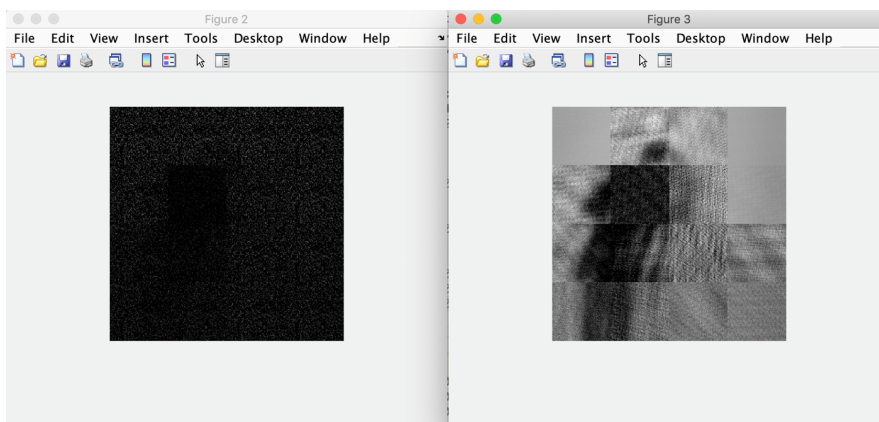 Figure 2
File Edit View Insert Tools Desktop Window Help
Figure 3
File Edit View Insert Tools Desktop Window Help